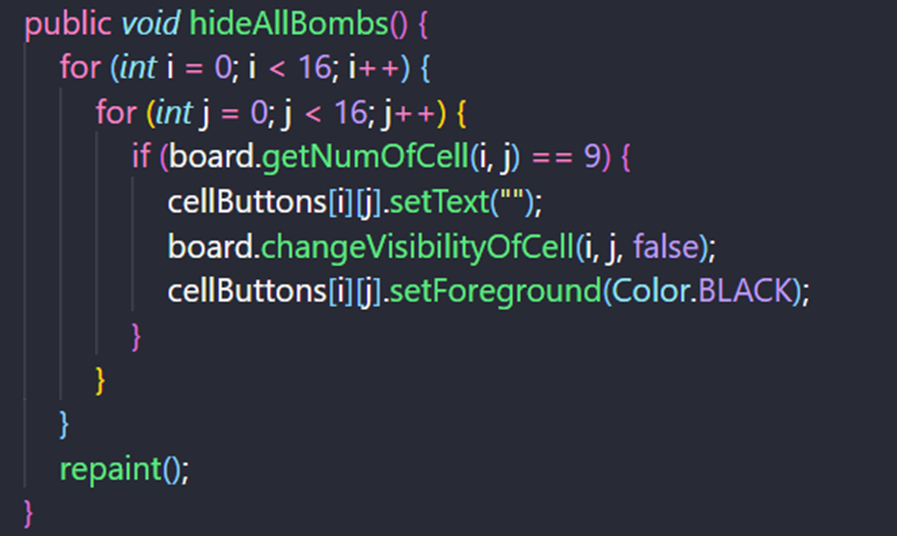 public void hideAllBombs() {
for (int i = 0; i < 16; i++) {
for (int j = 0; j < 16; j++) {
if (board.getNumOfCell(i, j) == 9) {
cellButtons[i][j].setText("");
board.changeVisibilityOfCell(i, j, false);
cellButtons[i][j].setForeground(Color.BLACK);
}
}
}
repaint();
}